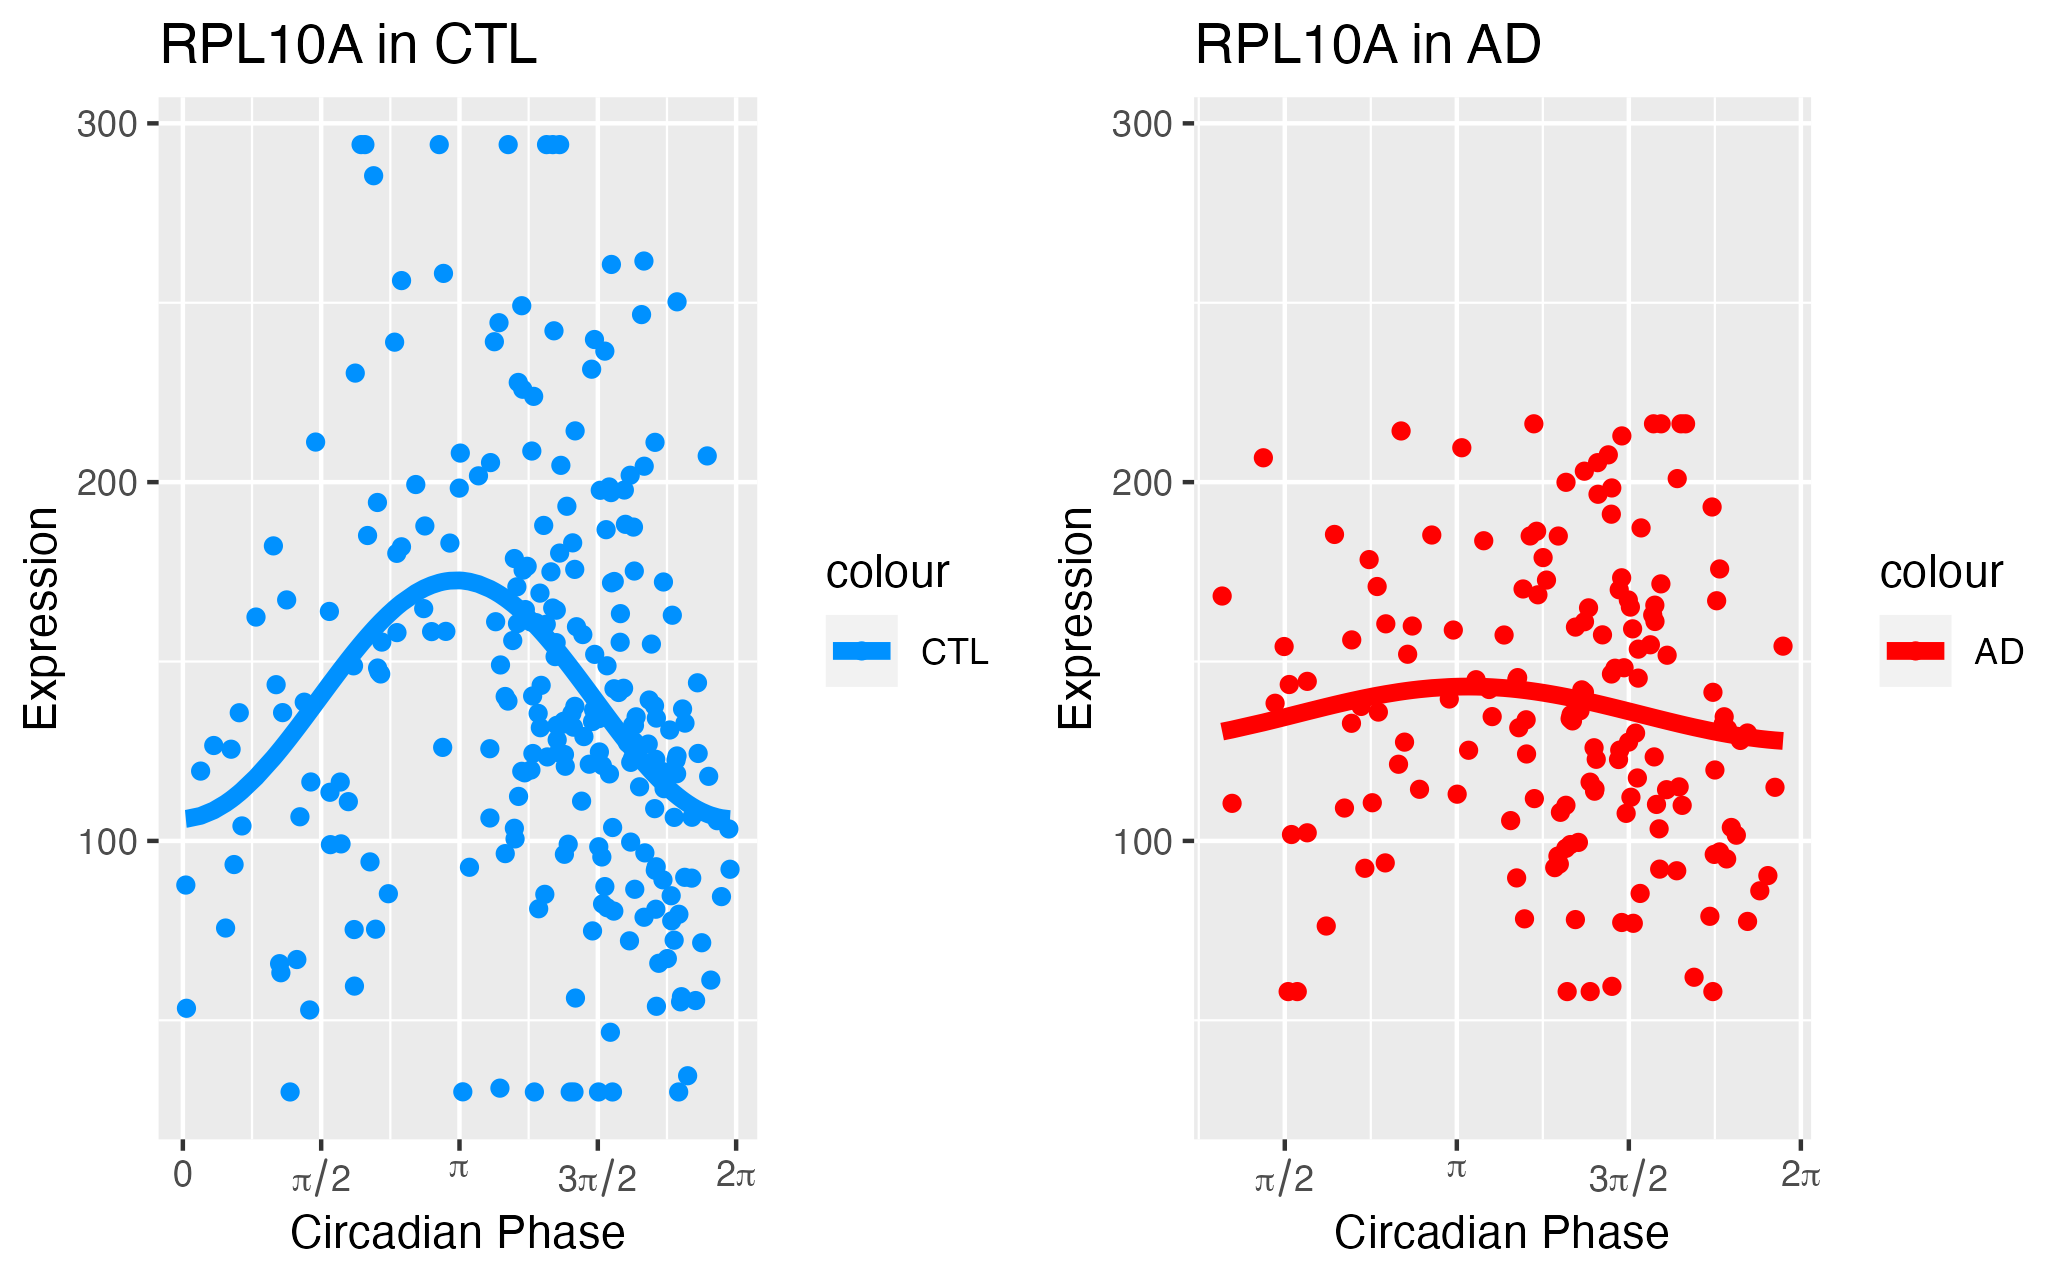 RPL10A in CTL
300
200
100
Expression
0 π/2 π 3π/2 2π
Circadian Phase
colour
CTL
RPL10A in AD
300
200
100
Expression
π/2 π 3π/2 2π
Circadian Phase
colour
AD